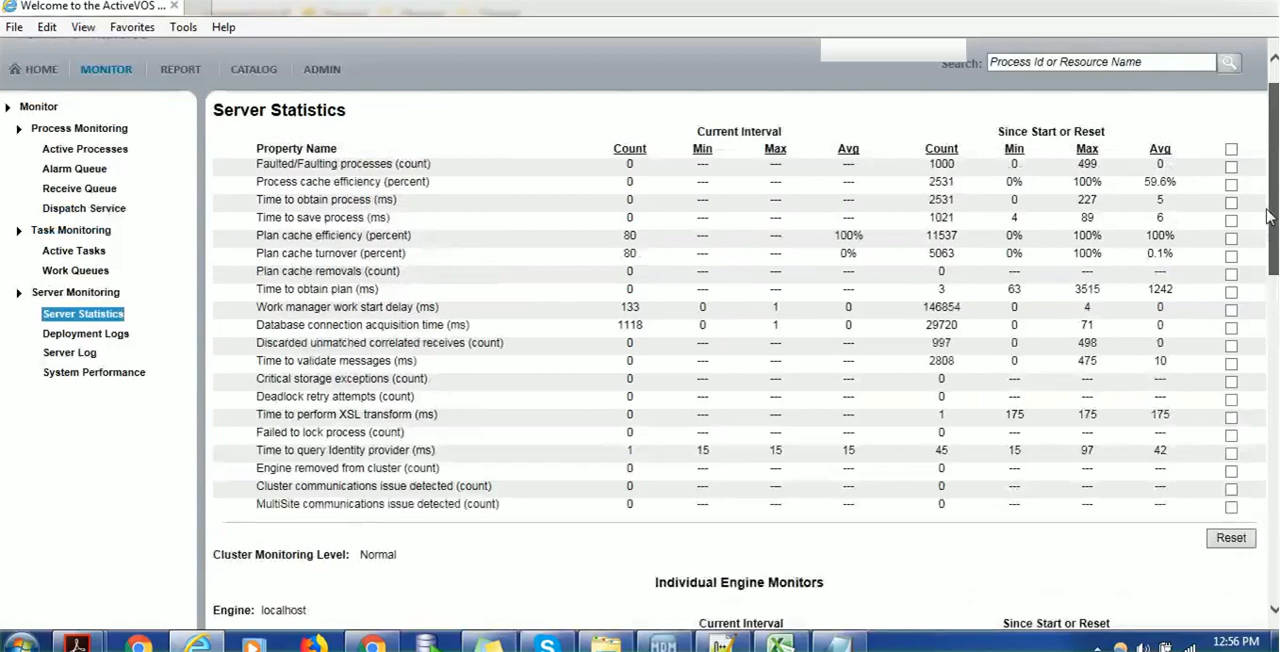 Welcome to the ActiveVOS ...
File Edit View Favorites Tools Help
HOME MONITOR REPORT CATALOG ADMIN Search: Process Id or Resource Name
Monitor
Process Monitoring
Active Processes
Alarm Queue
Receive Queue
Dispatch Service
Task Monitoring
Active Tasks
Work Queues
Server Monitoring
Server Statistics
Deployment Logs
Server Log
System Performance
Server Statistics
Current Interval Since Start or Reset
Property Name Count Min Max Avg Count Min Max Avg
Faulted/Faulting processes (count) 0 --- --- --- 1000 0 499 0
Process cache efficiency (percent) 0 --- --- --- 2531 0% 100% 59.6%
Time to obtain process (ms) 0 --- --- --- 2531 0 227 5
Time to save process (ms) 0 --- --- --- 1021 4 89 6
Plan cache efficiency (percent) 80 --- --- 100% 11537 0% 100% 100%
Plan cache turnover (percent) 80 --- --- 0% 5063 0% 100% 0.1%
Plan cache removals (count) 0 --- --- --- 0 --- --- ---
Time to obtain plan (ms) 0 --- --- --- 3 63 3515 1242
Work manager work start delay (ms) 133 0 1 0 146854 0 4 0
Database connection acquisition time (ms) 1118 0 1 0 29720 0 71 0
Discarded unmatched correlated receives (count) 0 --- --- --- 997 0 498 0
Time to validate messages (ms) 0 --- --- --- 2808 0 475 10
Critical storage exceptions (count) 0 --- --- --- 0 --- --- ---
Deadlock retry attempts (count) 0 --- --- --- 0 --- --- ---
Time to perform XSL transform (ms) 0 --- --- --- 1 175 175 175
Failed to lock process (count) 0 --- --- --- 0 --- --- ---
Time to query Identity provider (ms) 1 15 15 15 45 15 97 42
Engine removed from cluster (count) 0 --- --- --- 0 --- --- ---
Cluster communications issue detected (count) 0 --- --- --- 0 --- --- ---
MultiSite communications issue detected (count) 0 --- --- --- 0 --- --- ---
Reset
Cluster Monitoring Level: Normal
Individual Engine Monitors
Engine: localhost
Current Interval Since Start or Reset
MDM
12:56 PM